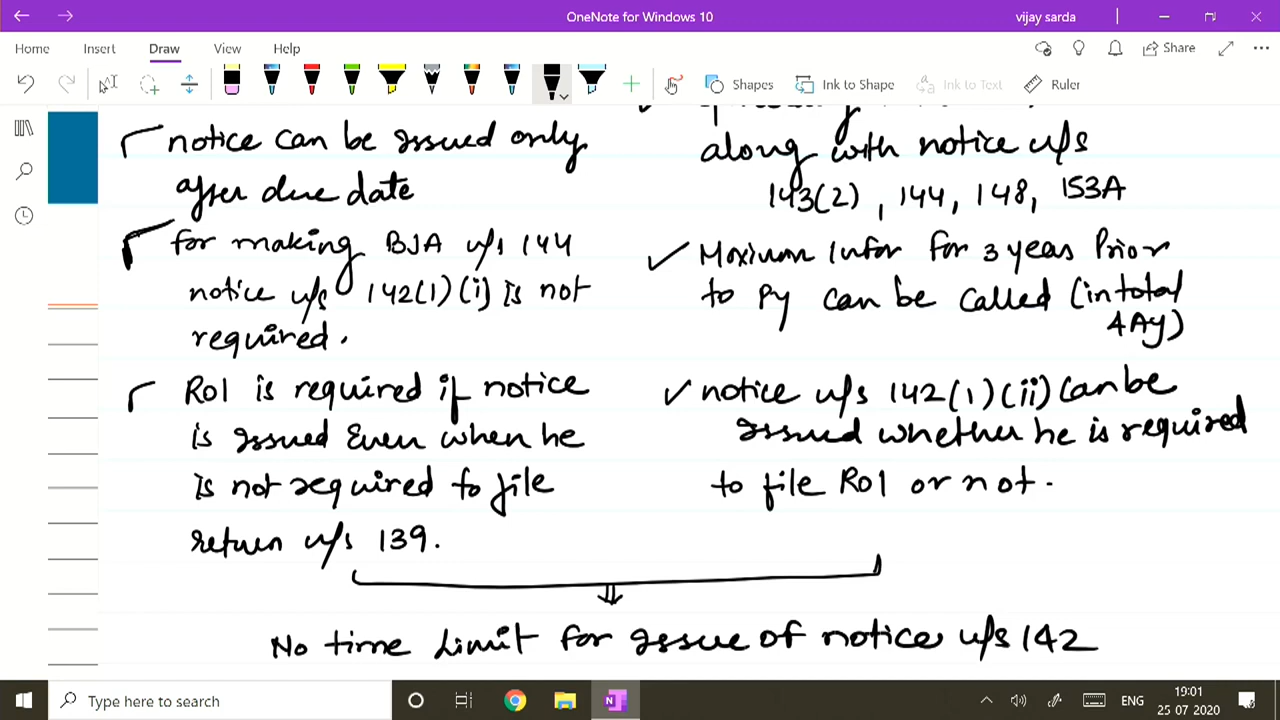 OneNote for Windows 10
vijay sarda
Home Insert Draw View Help
Share
Shapes
Ink to Shape
Ink to Text
Ruler
notice can be issued only
after due date
for making BJA u/s 144
notice u/s 142(1)(i) is not
required.
ROI is required if notice
is issued Even when he
is not required to file
return u/s 139.
along with notice u/s
143(2), 144, 148, 153A
Maxium Infor for 3 years Prior
to Py can be called (in total
4 Ay)
notice u/s 142(1)(ii) can be
issued whether he is required
to file ROI or not.
No time Limit for issue of notice u/s 142
Type here to search
ENG
19:01
25-07-2020
3